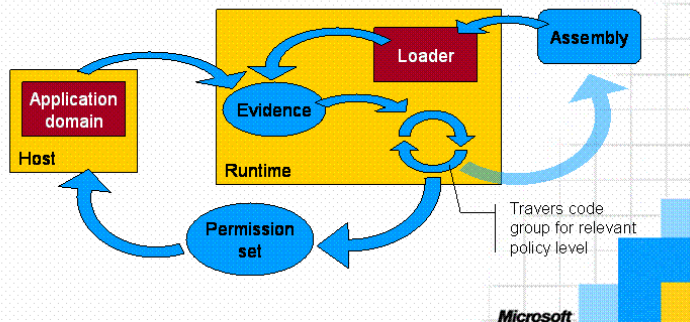 Assembly
Loader
Application
domain
Evidence
Host
Runtime
Permission
set
Travers code
group for relevant
policy level
Microsoft